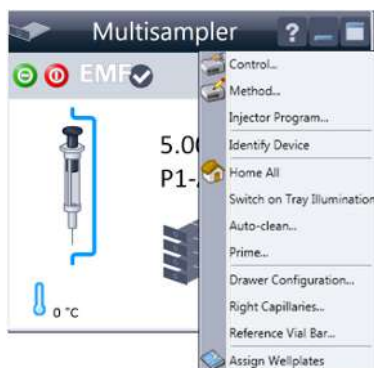 Multisampler ?
EMF
Control...
Method...
Injector Program...
5.00
Identify Device
P1-
Home All
Switch on Tray Illumination
Auto-clean...
Prime...
Drawer Configuration...
Right Capillaries...
0 °C
Reference Vial Bar...
Assign Wellplates